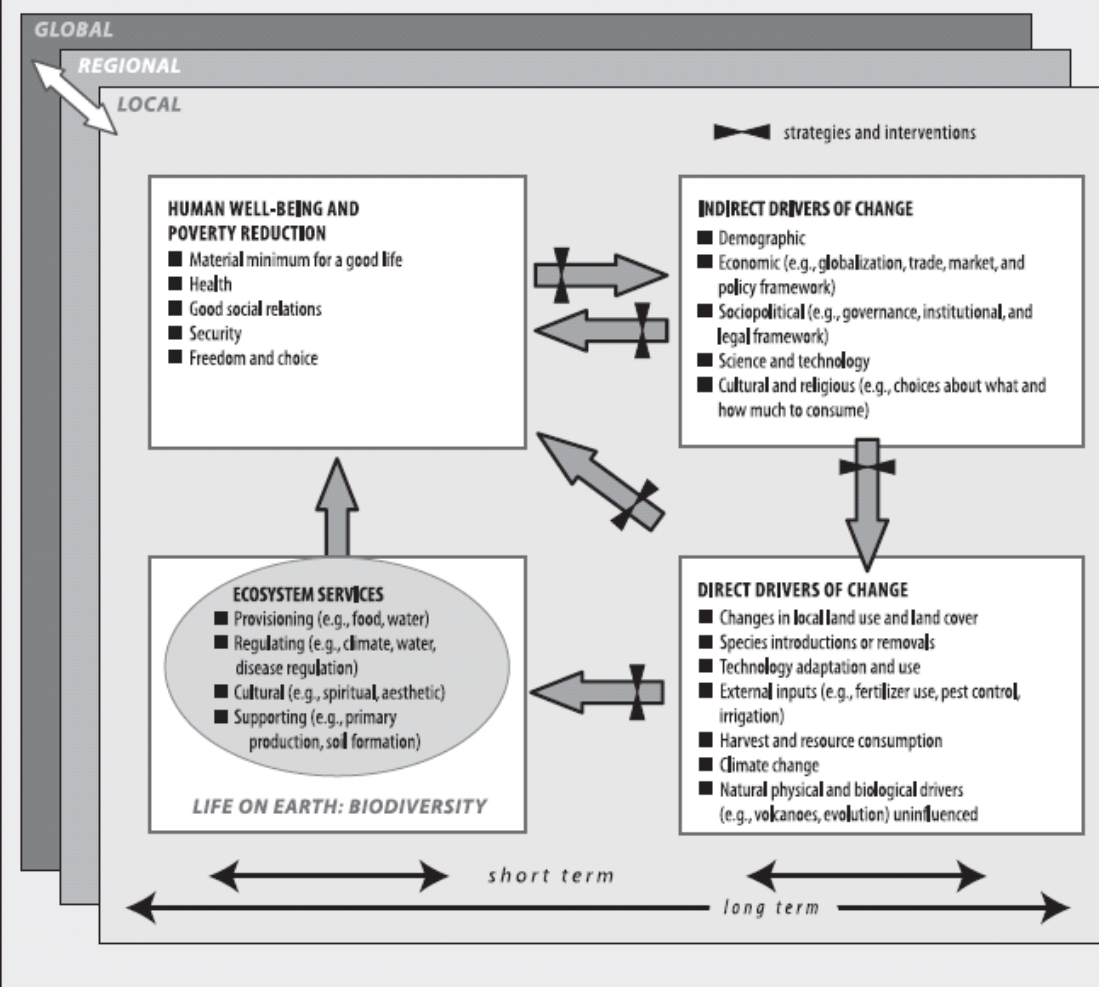 GLOBAL
REGIONAL
LOCAL
strategies and interventions
HUMAN WELL-BEING AND
POVERTY REDUCTION
■ Material minimum for a good life
■ Health
■ Good social relations
■ Security
■ Freedom and choice
INDIRECT DRIVERS OF CHANGE
■ Demographic
■ Economic (e.g., globalization, trade, market, and
policy framework)
■ Sociopolitical (e.g., governance, institutional, and
legal framework)
■ Science and technology
■ Cultural and religious (e.g., choices about what and
how much to consume)
ECOSYSTEM SERVICES
■ Provisioning (e.g., food, water)
■ Regulating (e.g., climate, water,
disease regulation)
■ Cultural (e.g., spiritual, aesthetic)
■ Supporting (e.g., primary
production, soil formation)
LIFE ON EARTH: BIODIVERSITY
DIRECT DRIVERS OF CHANGE
■ Changes in local land use and land cover
■ Species introductions or removals
■ Technology adaptation and use
■ External inputs (e.g., fertilizer use, pest control,
irrigation)
■ Harvest and resource consumption
■ Climate change
■ Natural physical and biological drivers
(e.g., volcanoes, evolution) uninfluenced
short term
long term